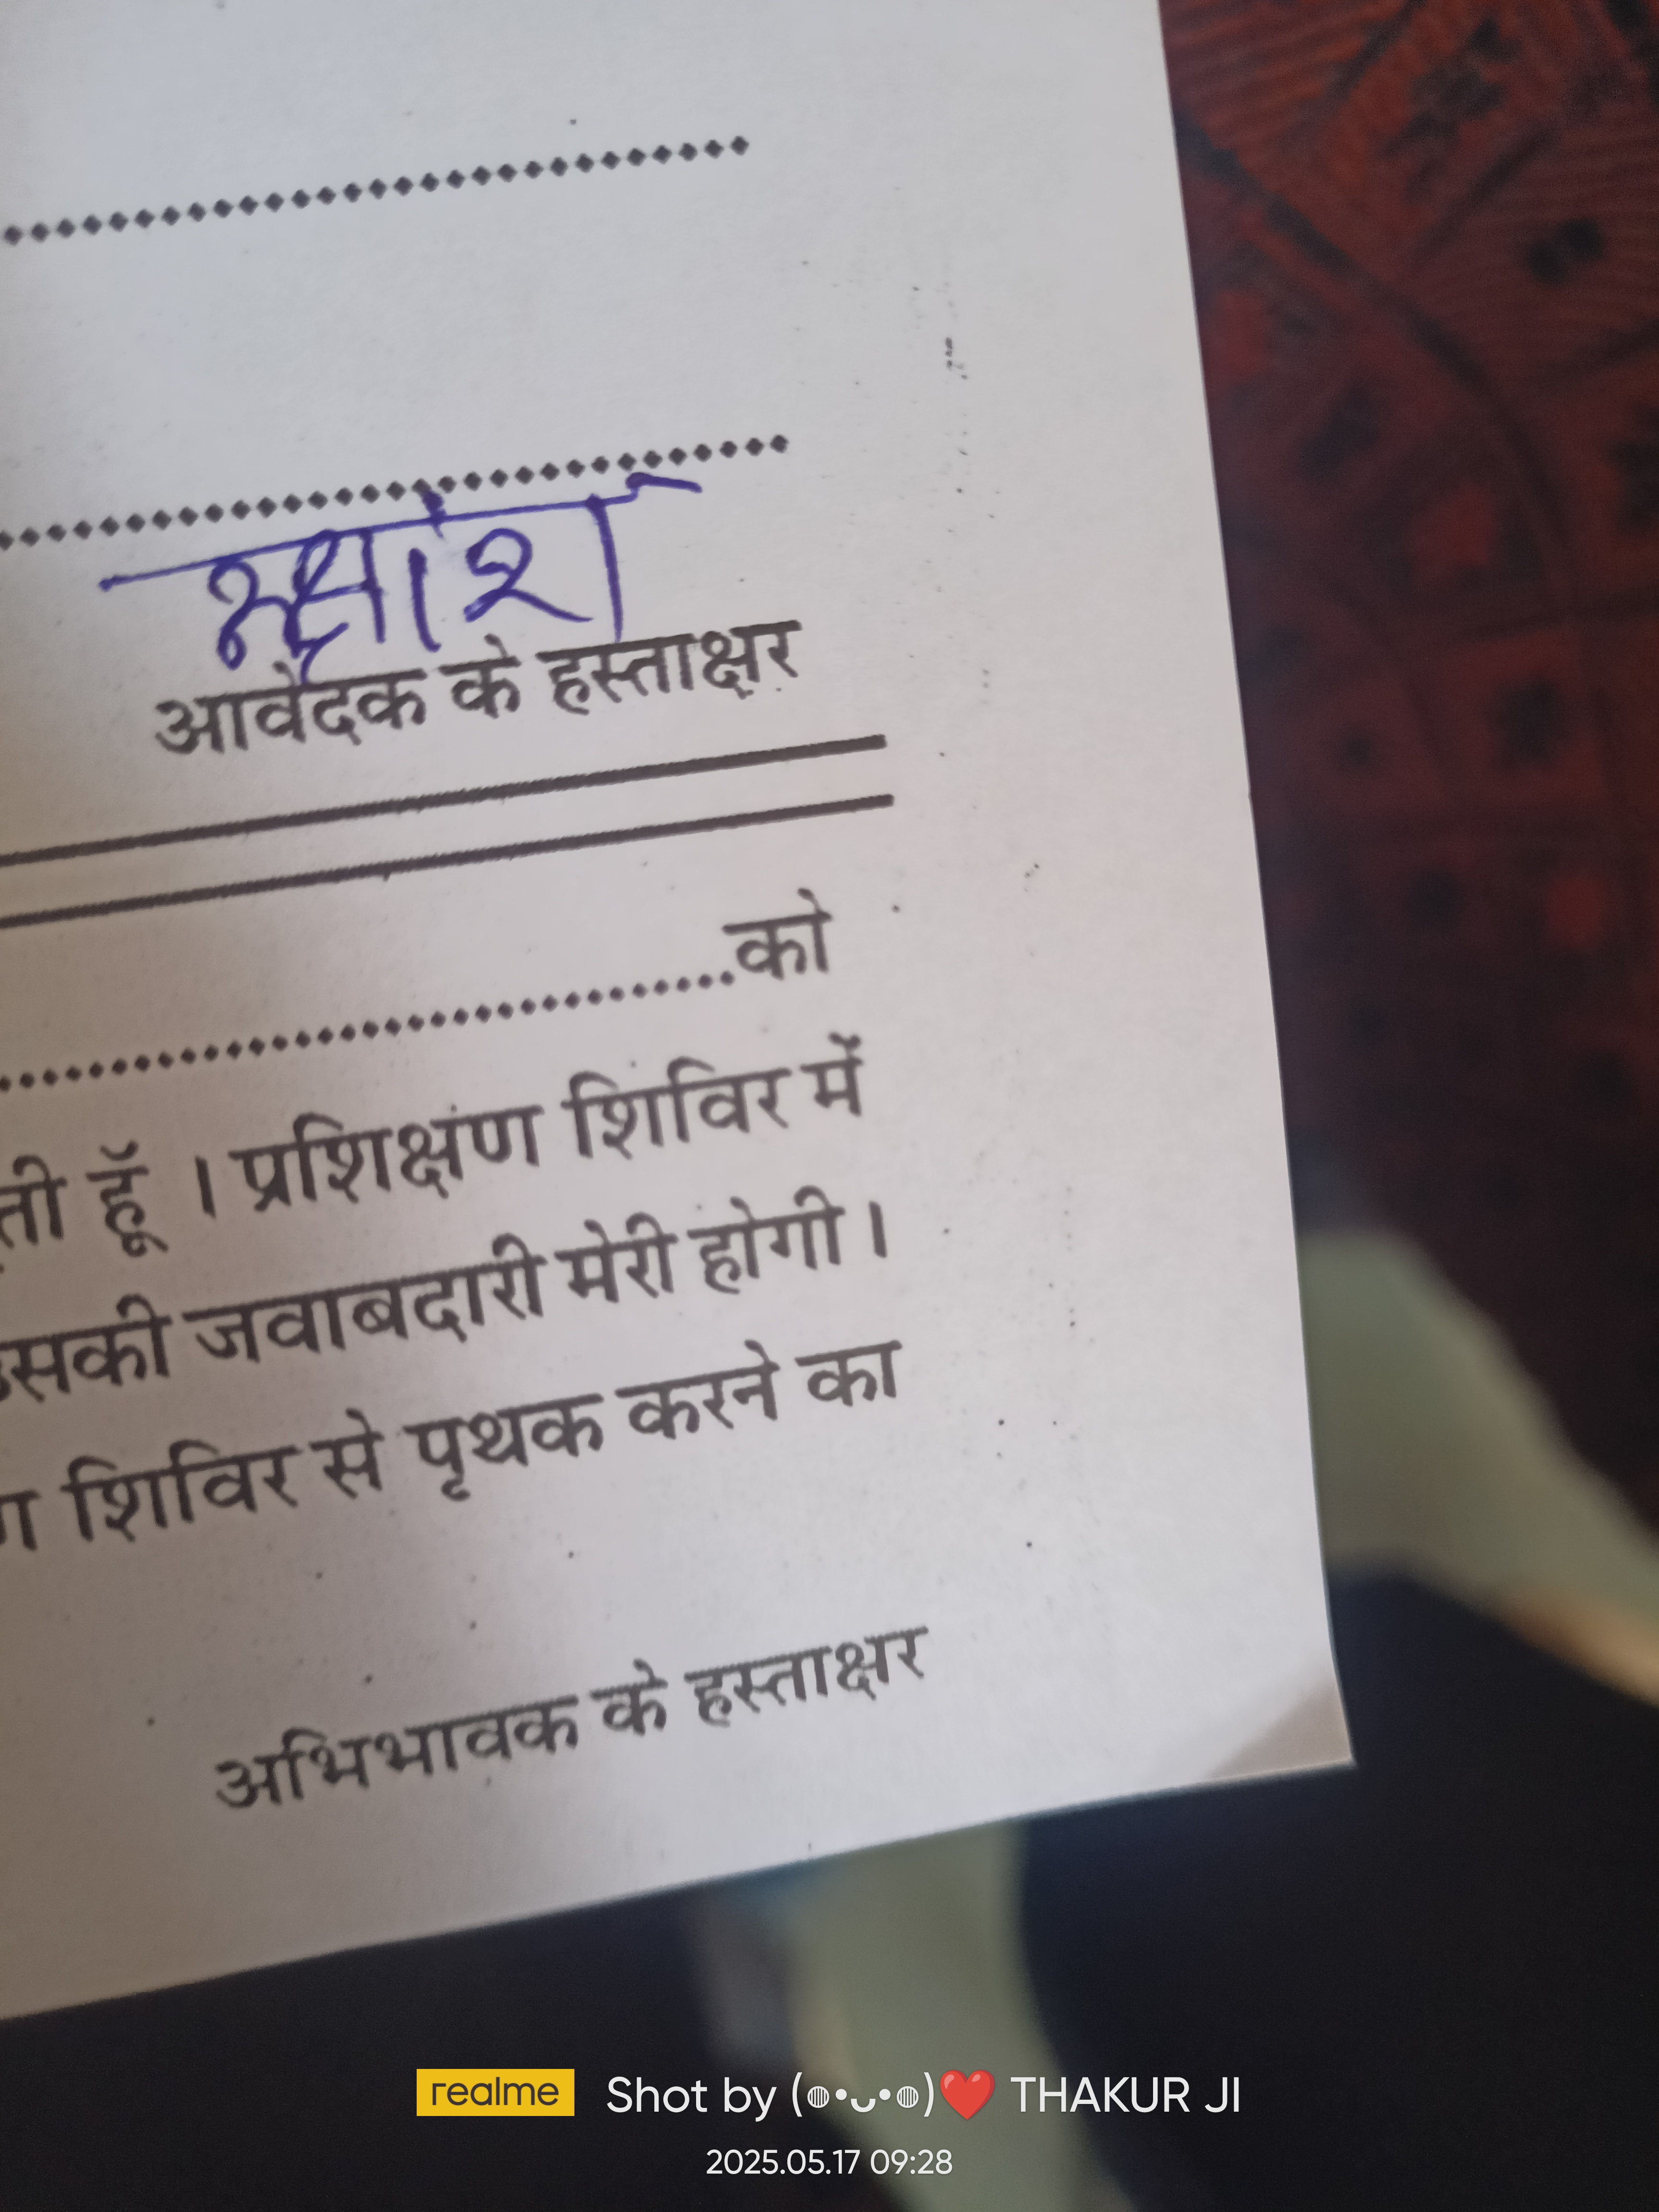 आवेदक के हस्ताक्षर
को
ती हूँ । प्रशिक्षण शिविर में
जवाबदारी मेरी होगी।
शिविर से पृथक करने का
अभिभावक के हस्ताक्षर
realme Shot by (◍•ᴗ•◍)❤️ THAKUR JI
2025.05.17 09:28